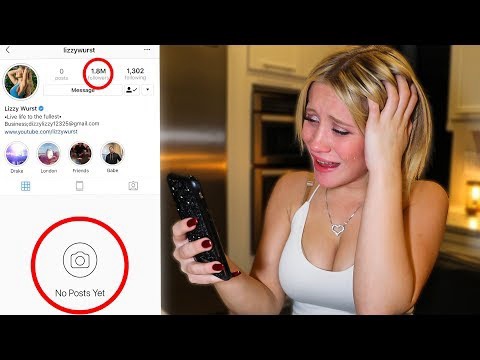 lizzywurst
0 1.8M 1,302
posts followers following
Message
Lizzy Wurst
•Live life to the fullest•
Business;dizzylizzy12325@gmail.com
www.youtube.com/lizzywurst
Drake London Friends Gabe
No Posts Yet